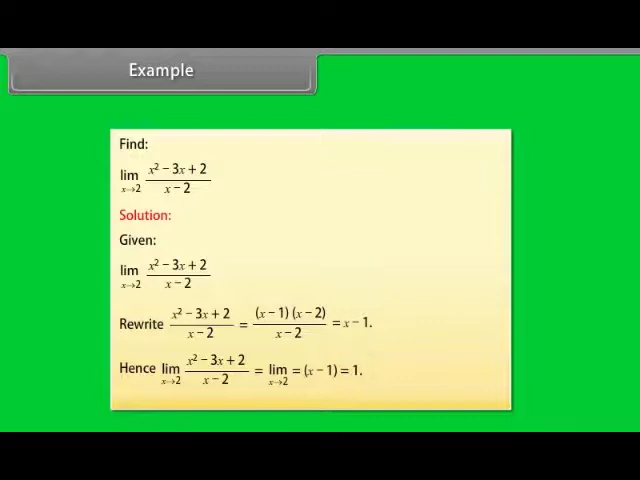 Example
Find:
lim x→2 (x² – 3x + 2)/(x – 2)
Solution:
Given:
lim x→2 (x² – 3x + 2)/(x – 2)
Rewrite (x² – 3x + 2)/(x – 2) = ((x – 1) (x – 2))/(x – 2) = x – 1.
Hence lim x→2 (x² – 3x + 2)/(x – 2) = lim x→2 = (x – 1) = 1.